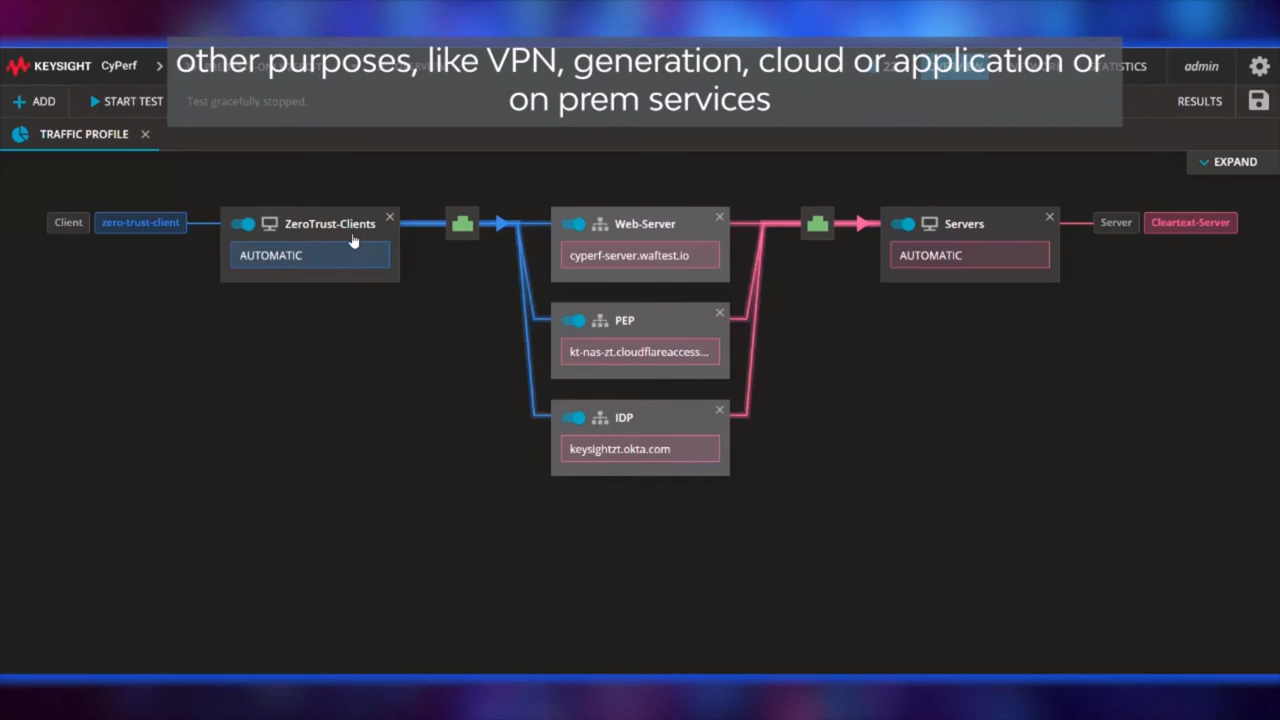 other purposes, like VPN, generation, cloud or application or
on prem services
KEYSIGHT CyPerf > admin
+ ADD START TEST Test gracefully stopped. RESULTS
TRAFFIC PROFILE ×
EXPAND
Client zero-trust-client ZeroTrust-Clients Web-Server Servers Server Cleartext-Server
AUTOMATIC cyperf-server.waftest.io AUTOMATIC
PEP
kt-nas-zt.cloudflareaccess...
IDP
keysightzt.okta.com